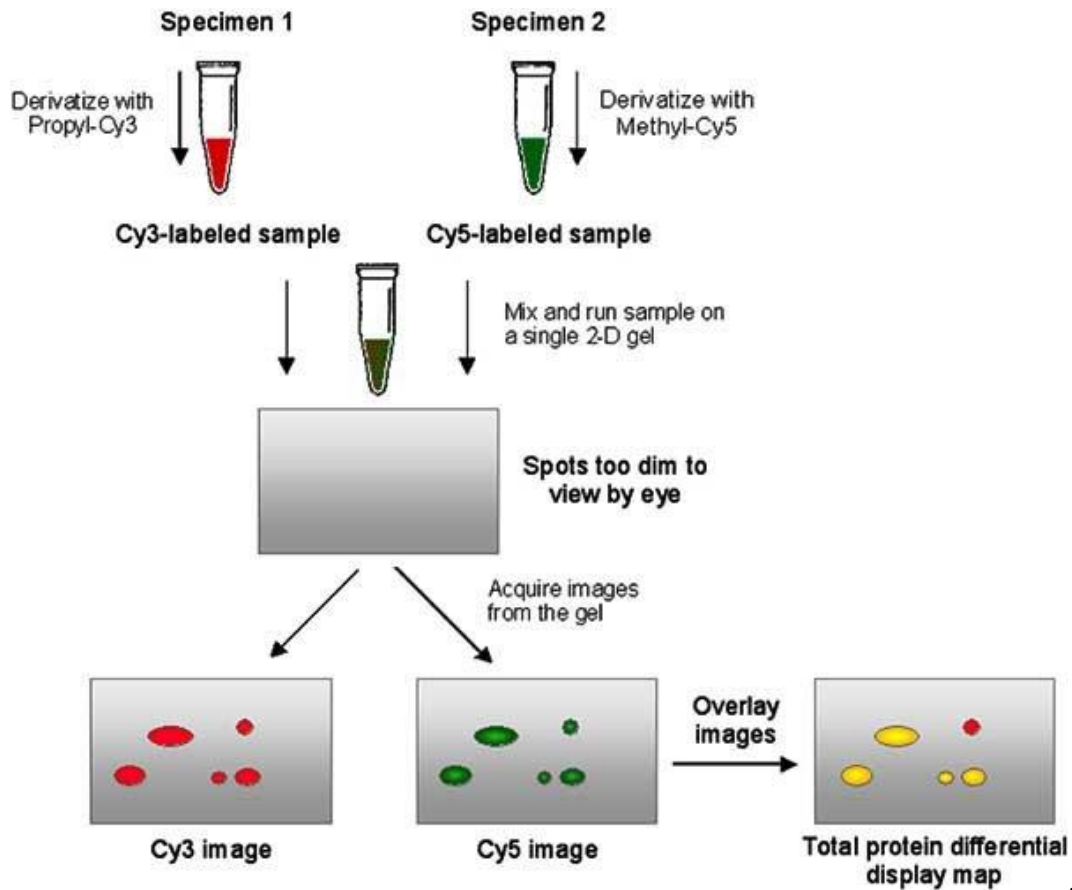 Specimen 1
Specimen 2
Derivatize with
Propyl-Cy3
Derivatize with
Methyl-Cy5
Cy3-labeled sample
Cy5-labeled sample
Mix and run sample on
a single 2-D gel
Spots too dim to
view by eye
Acquire images
from the gel
Overlay
images
Cy3 image
Cy5 image
Total protein differential
display map